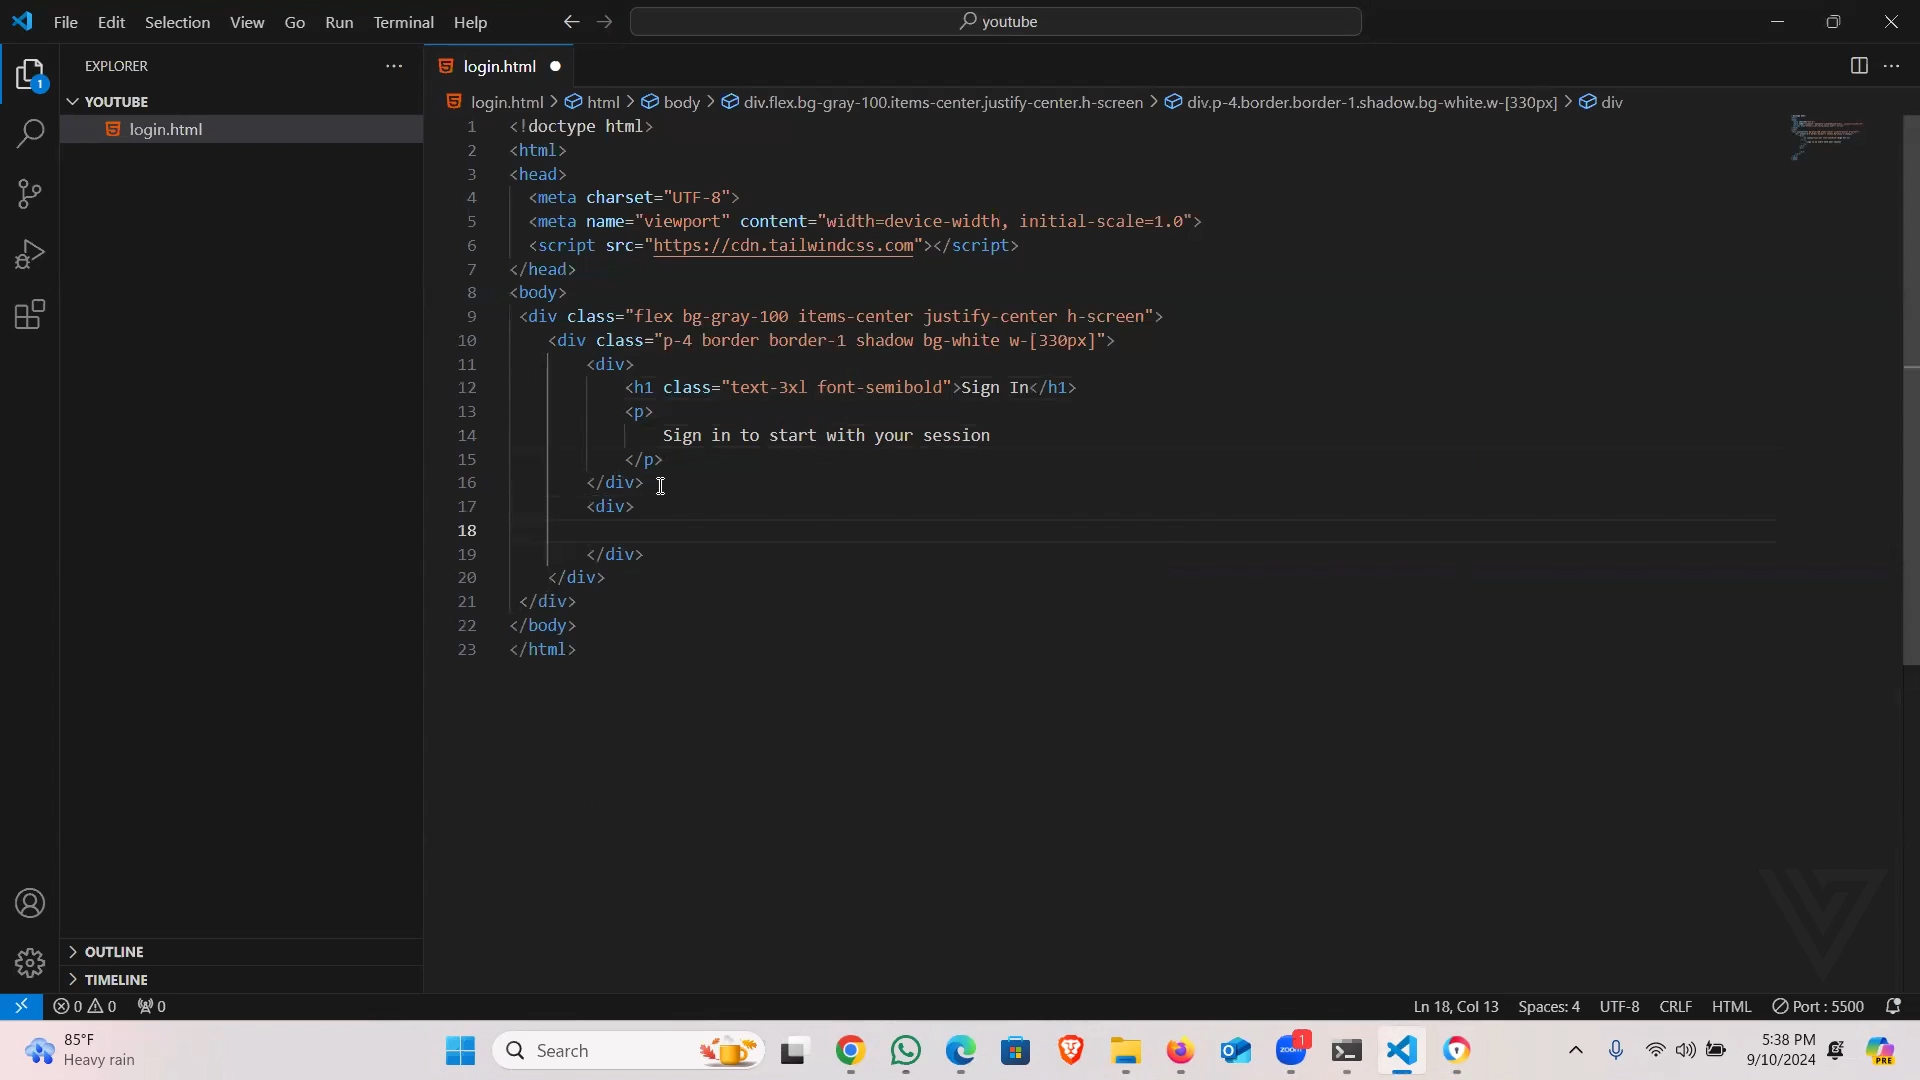 File Edit Selection View Go Run Terminal Help
youtube
EXPLORER
login.html
YOUTUBE
1
login.html
login.html > html > body > div.flex.bg-gray-100.items-center.justify-center.h-screen > div.p-4.border.border-1.shadow.bg-white.w-[330px] > div
1 <!doctype html>
2 <html>
3 <head>
4 <meta charset="UTF-8">
5 <meta name="viewport" content="width=device-width, initial-scale=1.0">
6 <script src="https://cdn.tailwindcss.com"></script>
7 </head>
8 <body>
9 <div class="flex bg-gray-100 items-center justify-center h-screen">
10 <div class="p-4 border border-1 shadow bg-white w-[330px]">
11 <div>
12 <h1 class="text-3xl font-semibold">Sign In</h1>
13 <p>
14 Sign in to start with your session
15 </p>
16 </div>
17 <div>
18
19 </div>
20 </div>
21 </div>
22 </body>
23 </html>
OUTLINE
TIMELINE
0 0 0
Ln 18, Col 13 Spaces: 4 UTF-8 CRLF HTML Port : 5500
85°F
Heavy rain
Search
zoom
1
5:38 PM
9/10/2024
PRE